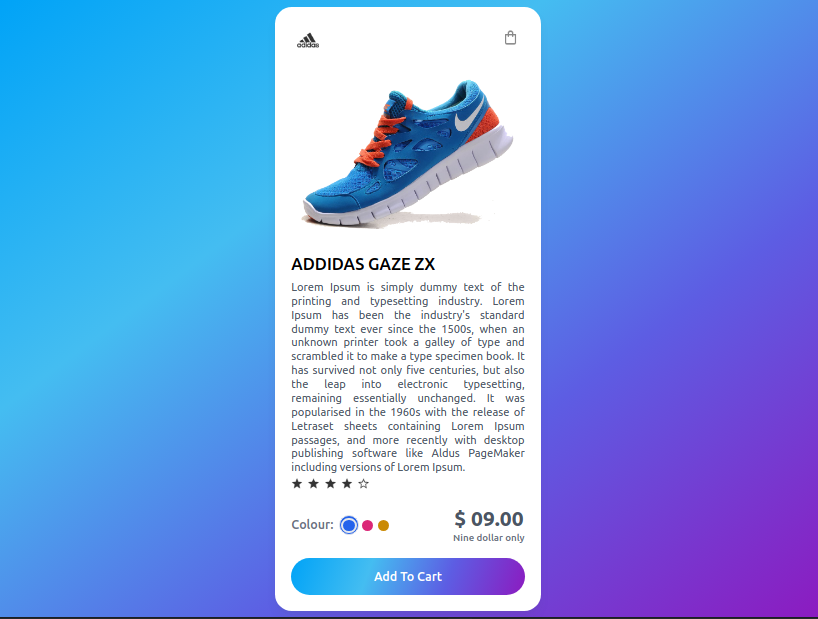 adidas
ADDIDAS GAZE ZX
Lorem Ipsum is simply dummy text of the
printing and typesetting industry. Lorem
Ipsum has been the industry's standard
dummy text ever since the 1500s, when an
unknown printer took a galley of type and
scrambled it to make a type specimen book. It
has survived not only five centuries, but also
the leap into electronic typesetting,
remaining essentially unchanged. It was
popularised in the 1960s with the release of
Letraset sheets containing Lorem Ipsum
passages, and more recently with desktop
publishing software like Aldus PageMaker
including versions of Lorem Ipsum.
Colour:
$ 09.00
Nine dollar only
Add To Cart